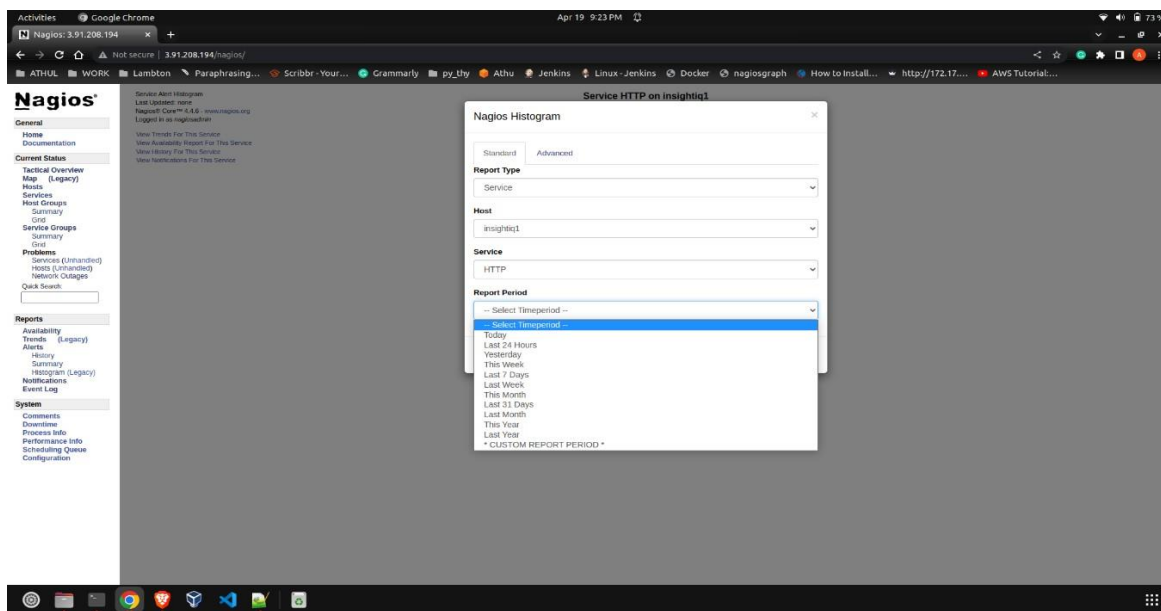 Activities Google Chrome Apr 19 9:23 PM 73%
Nagios: 3.91.208.194
Not secure 3.91.208.194/nagios/
ATHUL WORK Lambton Paraphrasing... Scribbr - Your... Grammarly py_thy Athu Jenkins Linux - Jenkins Docker nagiosgraph How to Install... http://172.17.... AWS Tutorial:...
Nagios®
General
Home
Documentation
Current Status
Tactical Overview
Map (Legacy)
Hosts
Services
Host Groups
Summary
Grid
Service Groups
Summary
Grid
Problems
Services (Unhandled)
Hosts (Unhandled)
Network Outages
Quick Search:
Reports
Availability
Trends (Legacy)
Alerts
History
Summary
Histogram (Legacy)
Notifications
Event Log
System
Comments
Downtime
Process Info
Performance Info
Scheduling Queue
Configuration
Service Alert Histogram
Last Updated: none
Nagios® Core™ 4.4.6 - www.nagios.org
Logged in as nagiosadmin
View Trends For This Service
View Availability Report For This Service
View History For This Service
View Notifications For This Service
Service HTTP on insightiq1
Nagios Histogram ×
Standard Advanced
Report Type
Service
Host
insightiq1
Service
HTTP
Report Period
-- Select Timeperiod --
-- Select Timeperiod --
Today
Last 24 Hours
Yesterday
This Week
Last 7 Days
Last Week
This Month
Last 31 Days
Last Month
This Year
Last Year
* CUSTOM REPORT PERIOD *